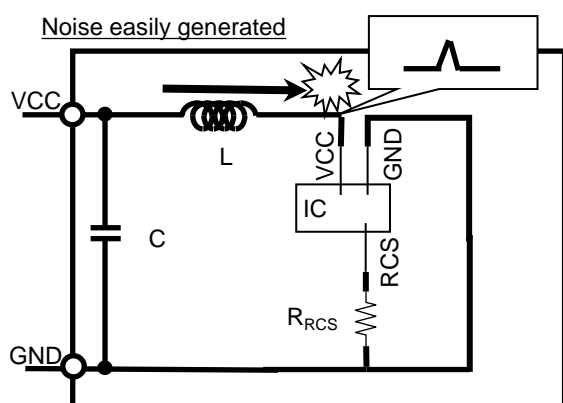 Noise easily generated
VCC
L
VCC
GND
IC
C
RCS
RRCS
GND